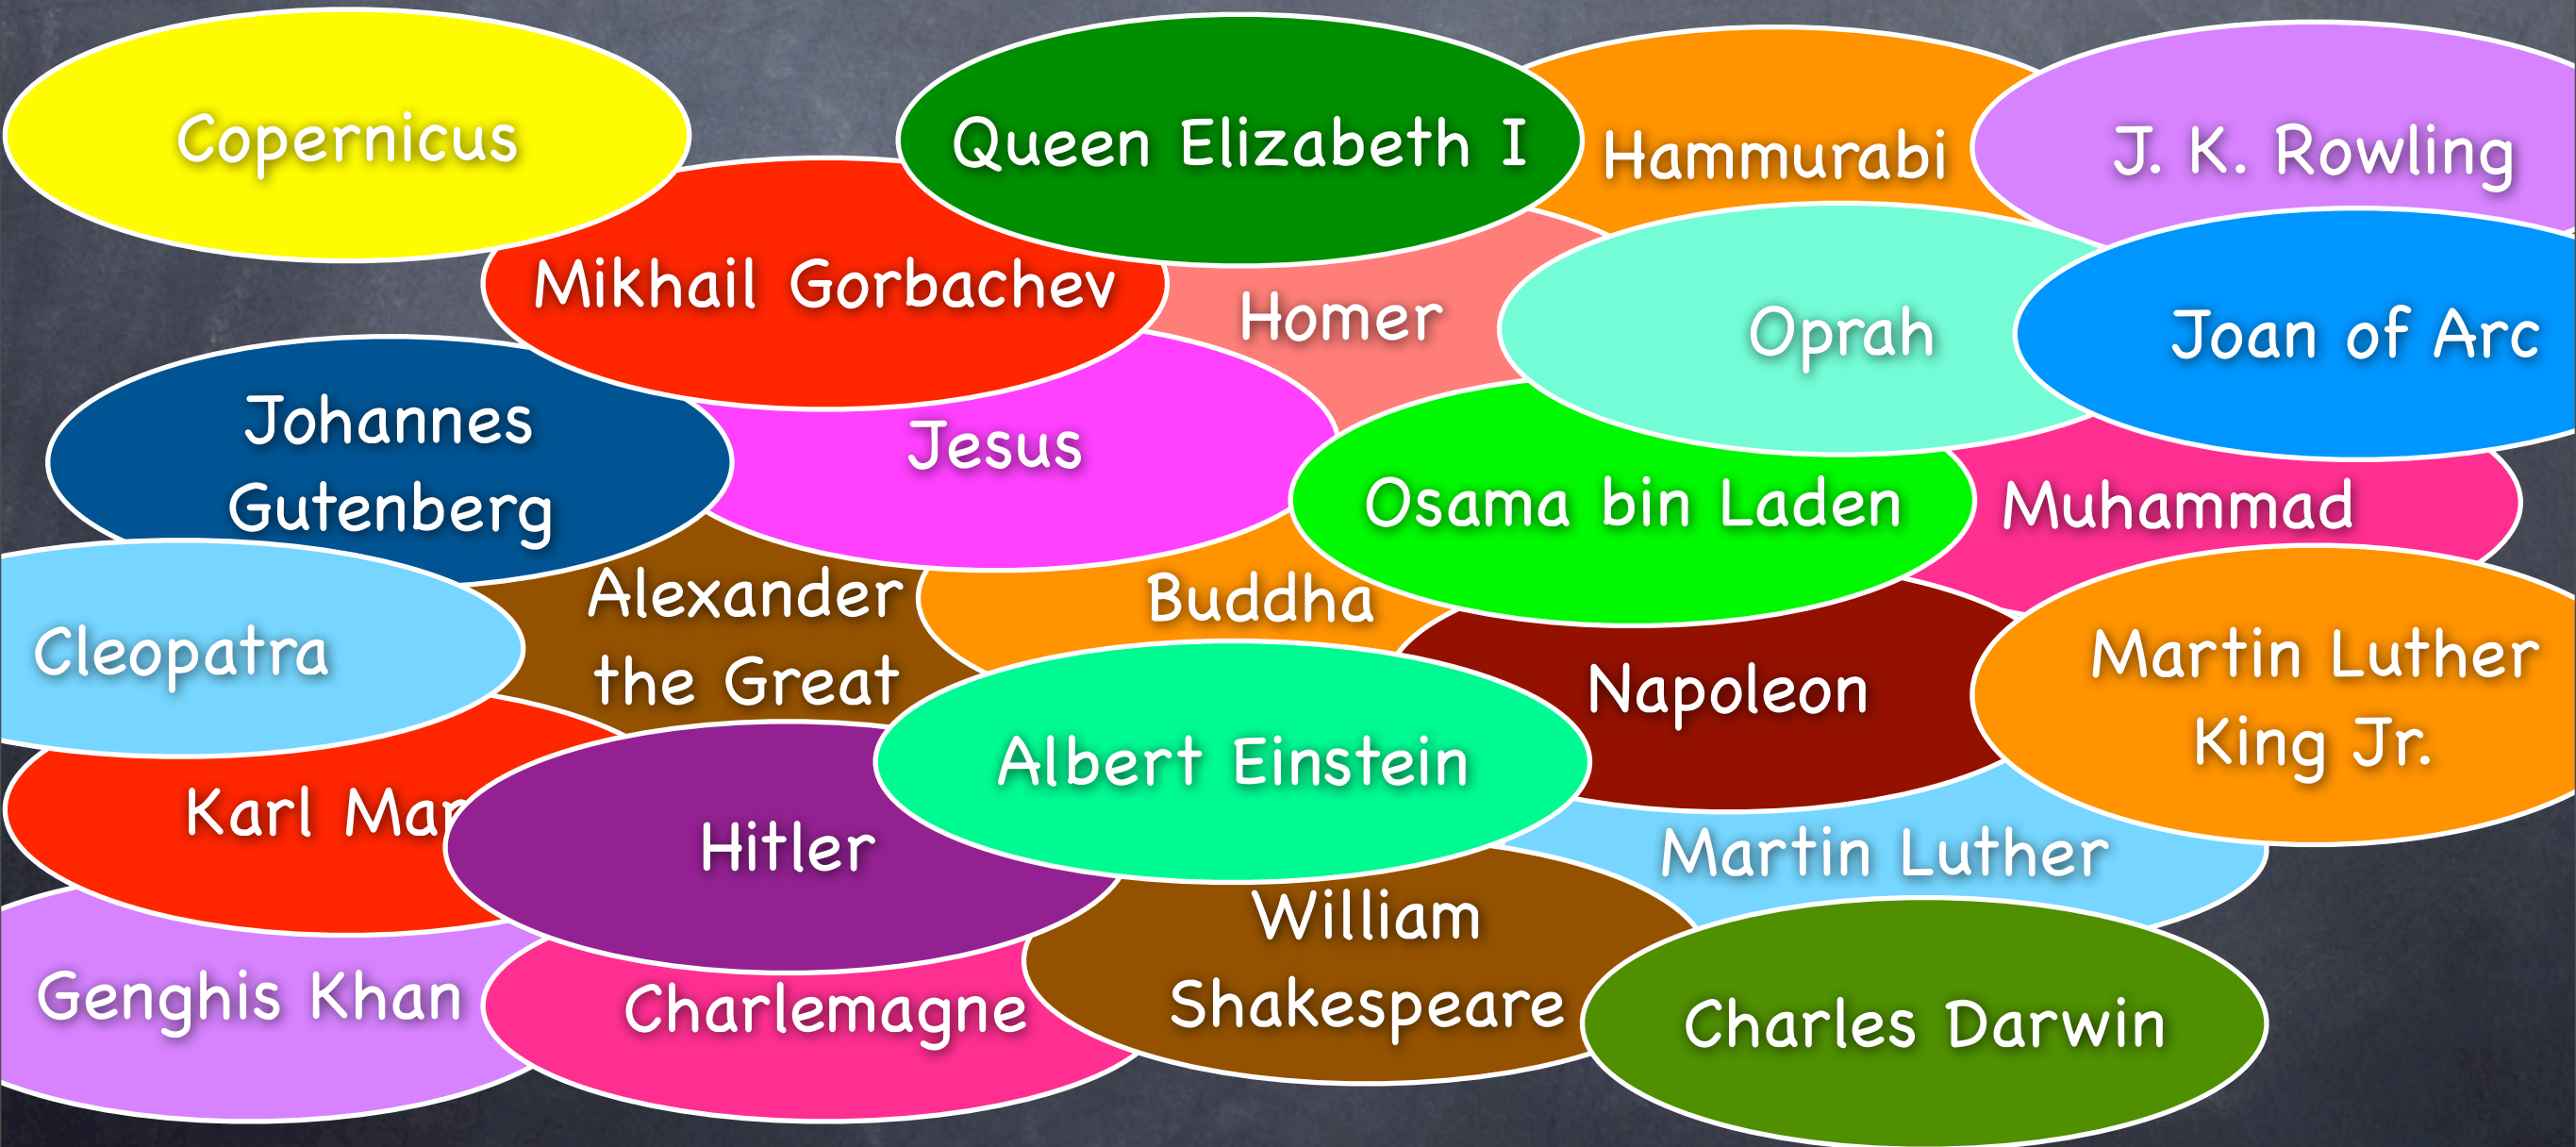 Copernicus
Queen Elizabeth I
Hammurabi
J. K. Rowling
Mikhail Gorbachev
Homer
Oprah
Joan of Arc
Johannes
Gutenberg
Jesus
Osama bin Laden
Muhammad
Cleopatra
Alexander
the Great
Buddha
Napoleon
Martin Luther
King Jr.
Karl Mar
Hitler
Albert Einstein
Martin Luther
Genghis Khan
Charlemagne
William
Shakespeare
Charles Darwin